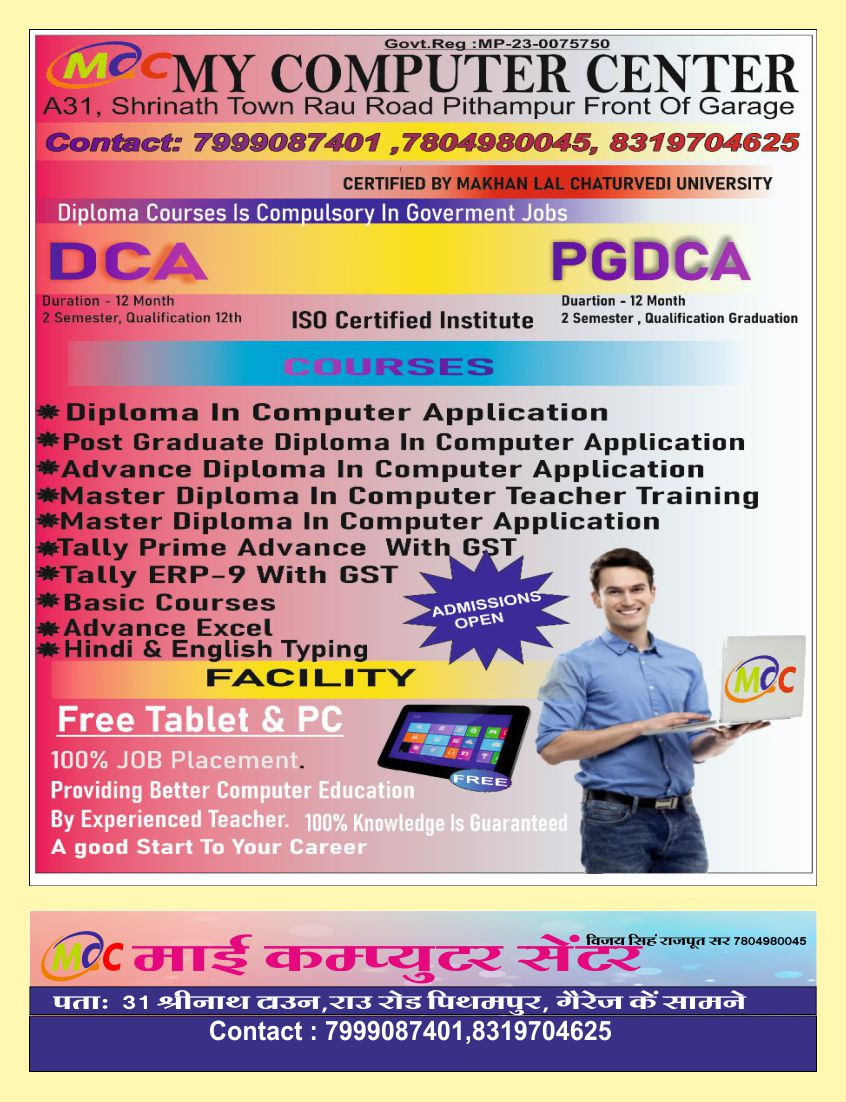 Govt.Reg :MP-23-0075750
MCC MY COMPUTER CENTER
A31, Shrinath Town Rau Road Pithampur Front Of Garage
Contact: 7999087401 ,7804980045, 8319704625
CERTIFIED BY MAKHAN LAL CHATURVEDI UNIVERSITY
Diploma Courses Is Compulsory In Goverment Jobs
DCA
Duration - 12 Month
2 Semester, Qualification 12th
PGDCA
Duartion - 12 Month
2 Semester , Qualification Graduation
ISO Certified Institute
COURSES
Diploma In Computer Application
Post Graduate Diploma In Computer Application
Advance Diploma In Computer Application
Master Diploma In Computer Teacher Training
Master Diploma In Computer Application
Tally Prime Advance With GST
Tally ERP-9 With GST
Basic Courses
Advance Excel
Hindi & English Typing
ADMISSIONS
OPEN
MCC
FACILITY
Free Tablet & PC
FREE
100% JOB Placement.
Providing Better Computer Education
By Experienced Teacher. 100% Knowledge Is Guaranteed
A good Start To Your Career
विजय सिहं राजपूत सर 7804980045
MCC माई कम्प्युटर सेंटर
पताः 31 श्रीनाथ टाउन,राउ रोड पिथमपुर, गैरेज कें सामने
Contact : 7999087401,8319704625